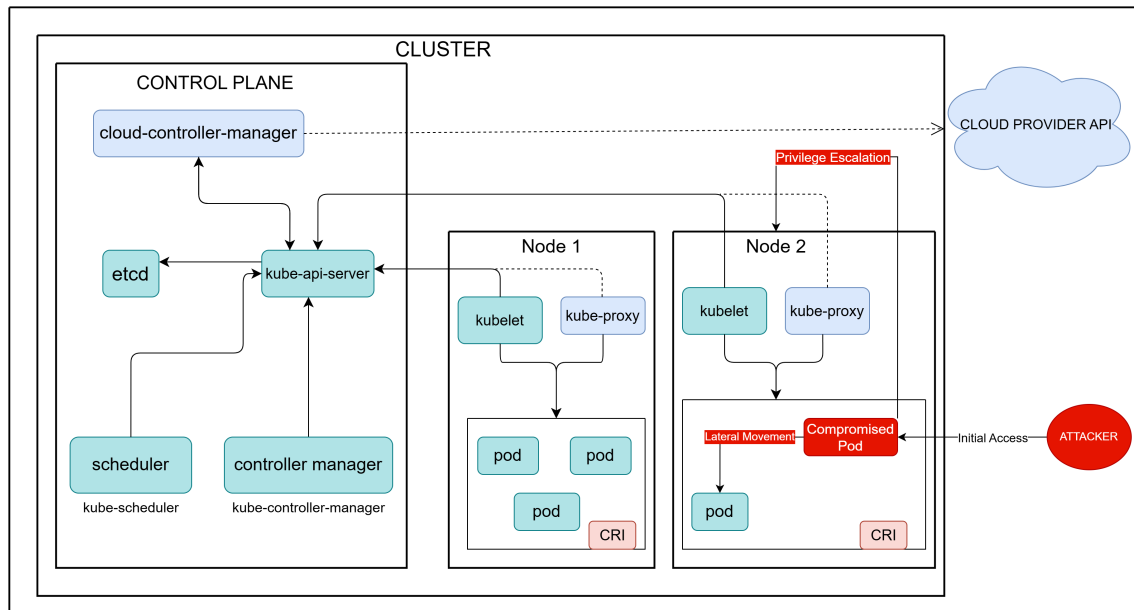 CLUSTER
CONTROL PLANE
cloud-controller-manager
CLOUD PROVIDER API
Privilege Escalation
Node 1
Node 2
etcd
kube-api-server
kubelet
kube-proxy
kubelet
kube-proxy
Compromised
Pod
Lateral Movement
Initial Access
ATTACKER
scheduler
kube-scheduler
controller manager
kube-controller-manager
pod
pod
pod
CRI
pod
CRI